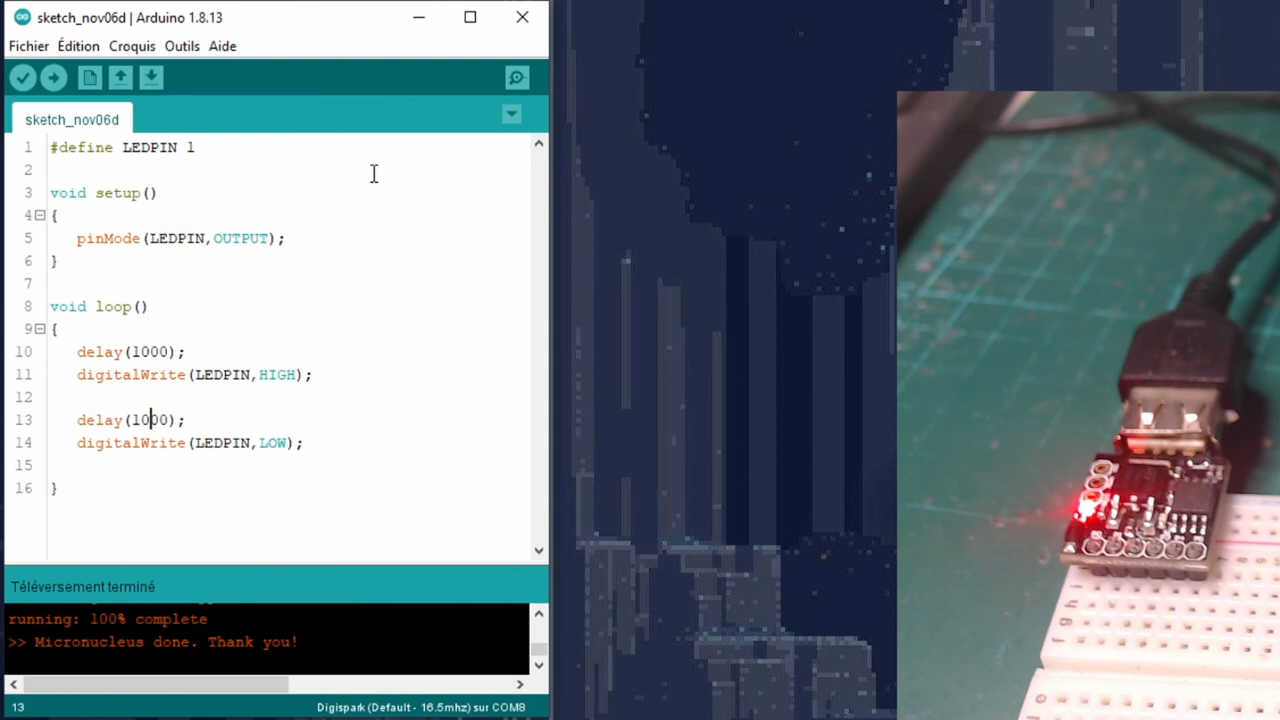 sketch_nov06d | Arduino 1.8.13
Fichier Édition Croquis Outils Aide
sketch_nov06d
1 #define LEDPIN 1
2
3 void setup()
4 {
5 pinMode(LEDPIN,OUTPUT);
6 }
7
8 void loop()
9 {
10 delay(1000);
11 digitalWrite(LEDPIN,HIGH);
12
13 delay(1000);
14 digitalWrite(LEDPIN,LOW);
15
16 }
Téléversement terminé
running: 100% complete
>> Micronucleus done. Thank you!
13 Digispark (Default - 16.5mhz) sur COM8